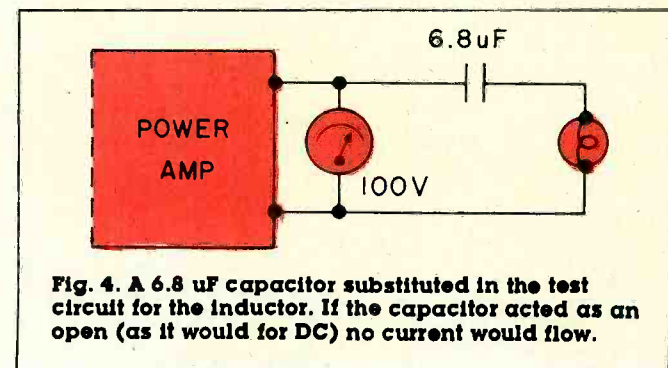 6.8uF
POWER
AMP
100V
Fig. 4. A 6.8 uF capacitor substituted in the test
circuit for the inductor. If the capacitor acted as an
open (as it would for DC) no current would flow.